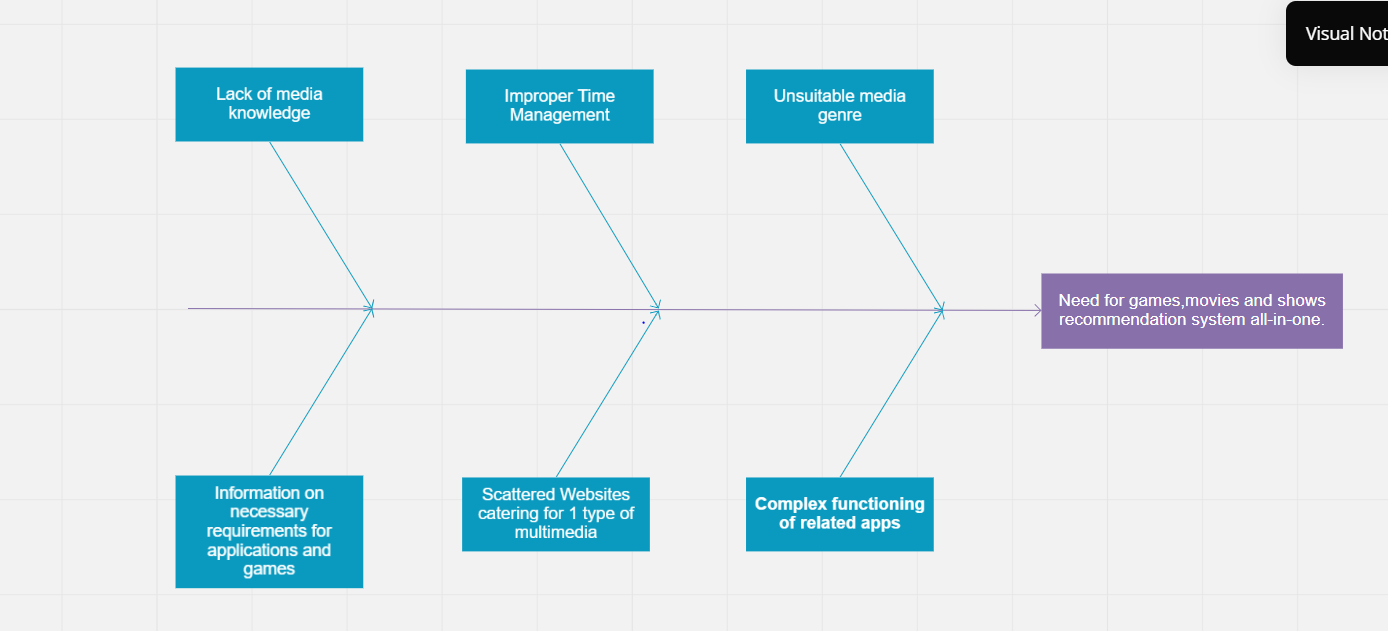 Visual Not
Lack of media
knowledge
Improper Time
Management
Unsuitable media
genre
Need for games,movies and shows
recommendation system all-in-one.
Information on
necessary
requirements for
applications and
games
Scattered Websites
catering for 1 type of
multimedia
Complex functioning
of related apps